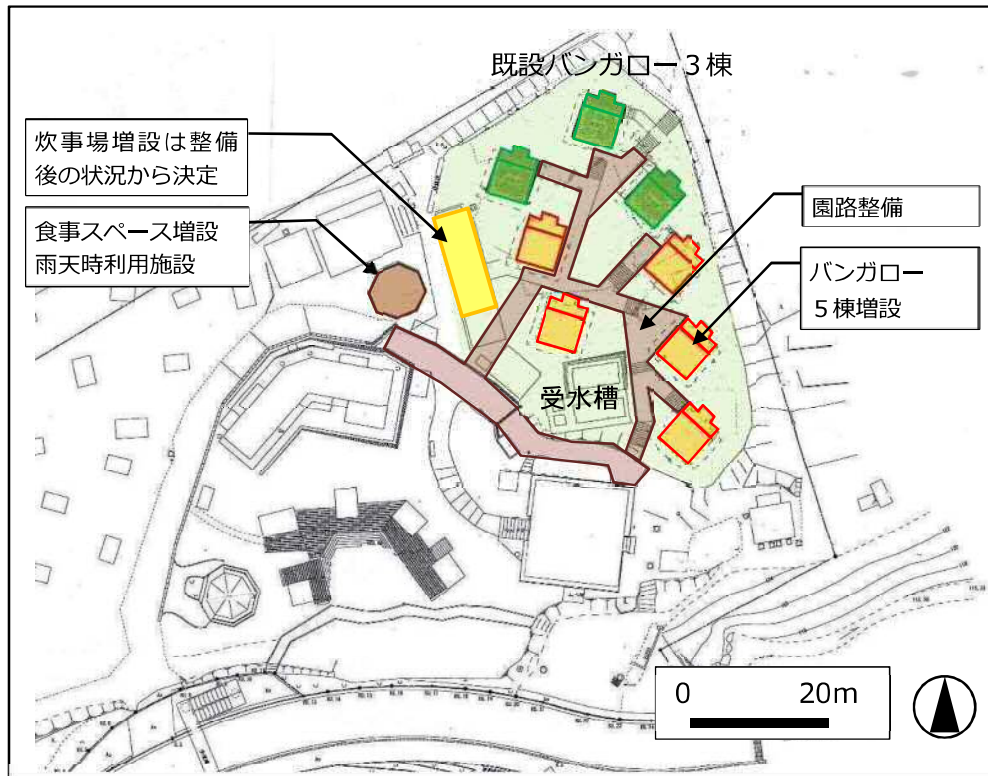 既設バンガロー３棟
炊事場増設は整備
後の状況から決定
食事スペース増設
雨天時利用施設
園路整備
バンガロー
５棟増設
受水槽
0 20m